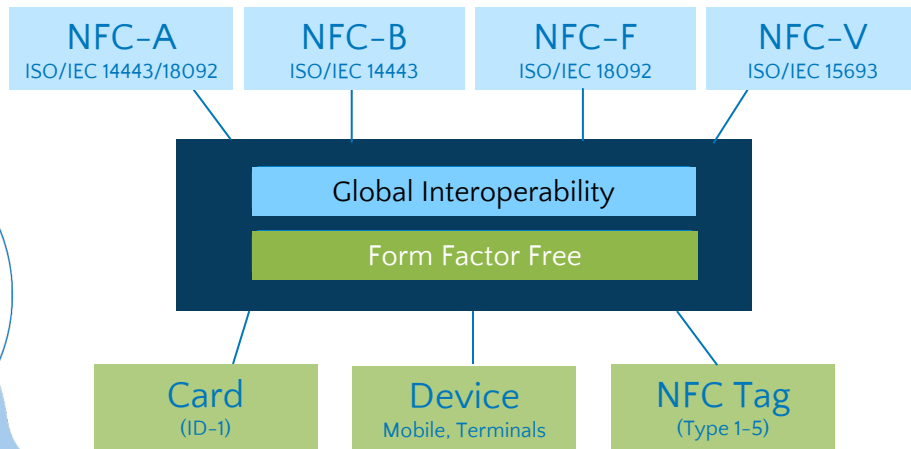 NFC-A
ISO/IEC 14443/18092
NFC-B
ISO/IEC 14443
NFC-F
ISO/IEC 18092
NFC-V
ISO/IEC 15693
Global Interoperability
Form Factor Free
Card
(ID-1)
Device
Mobile, Terminals
NFC Tag
(Type 1-5)